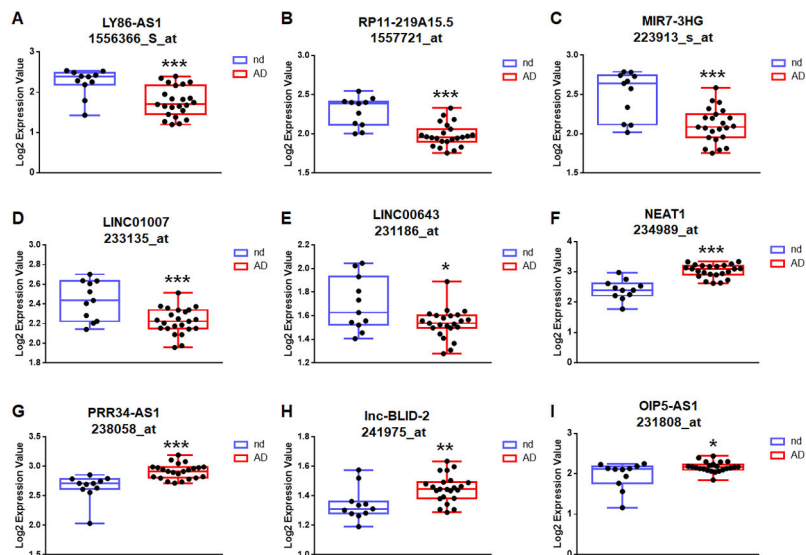 A
LY86-AS1
1556366_S_at
Log2 Expression Value
3
2
1
0
***
nd
AD
B
RP11-219A15.5
1557721_at
Log2 Expression Value
3.0
2.5
2.0
1.5
***
nd
AD
C
MIR7-3HG
223913_s_at
Log2 Expression Value
3.0
2.5
2.0
1.5
***
nd
AD
D
LINC01007
233135_at
Log2 Expression Value
3.0
2.8
2.6
2.4
2.2
2.0
1.8
***
nd
AD
E
LINC00643
231186_at
Log2 Expression Value
2.2
2.0
1.8
1.6
1.4
1.2
*
nd
AD
F
NEAT1
234989_at
Log2 Expression Value
4
3
2
1
0
***
nd
AD
G
PRR34-AS1
238058_at
Log2 Expression Value
3.5
3.0
2.5
2.0
1.5
***
nd
AD
H
lnc-BLID-2
241975_at
Log2 Expression Value
1.8
1.6
1.4
1.2
1.0
**
nd
AD
I
OIP5-AS1
231808_at
Log2 Expression Value
3
2
1
0
*
nd
AD